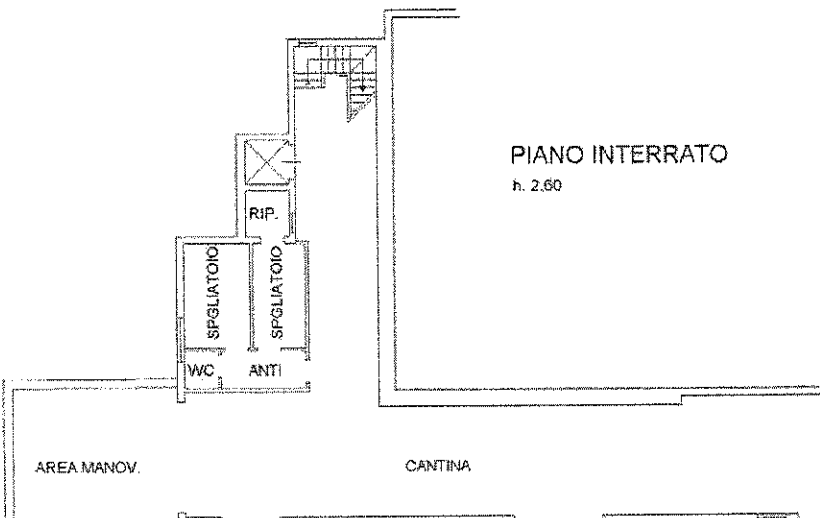 PIANO INTERRATO
h. 2,60
RIP.
SPGLIATOIO
SPGLIATOIO
WC
ANTI
AREA MANOV.
CANTINA